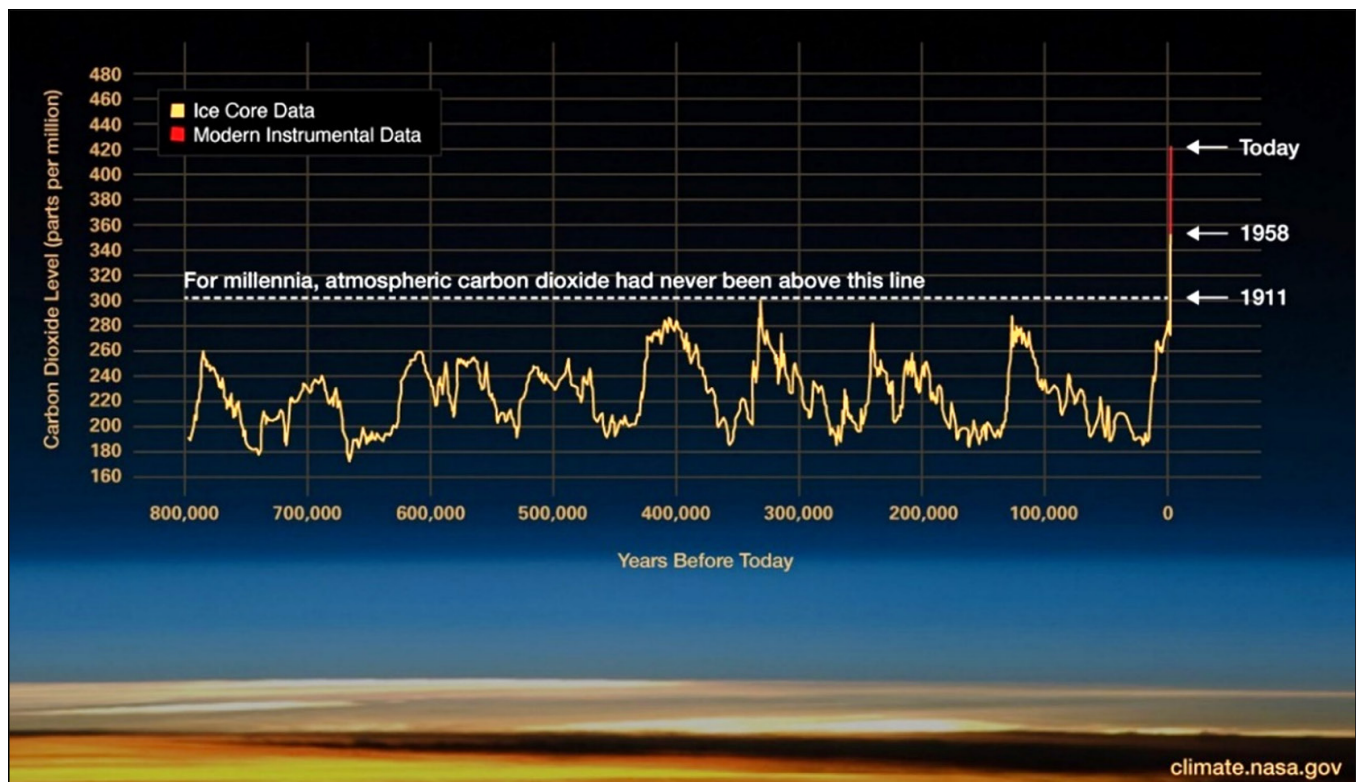 Carbon Dioxide Level (parts per million)
480
460
440
420
400
380
360
340
320
300
280
260
240
220
200
180
160
Ice Core Data
Modern Instrumental Data
For millennia, atmospheric carbon dioxide had never been above this line
Today
1958
1911
800,000 700,000 600,000 500,000 400,000 300,000 200,000 100,000 0
Years Before Today
climate.nasa.gov